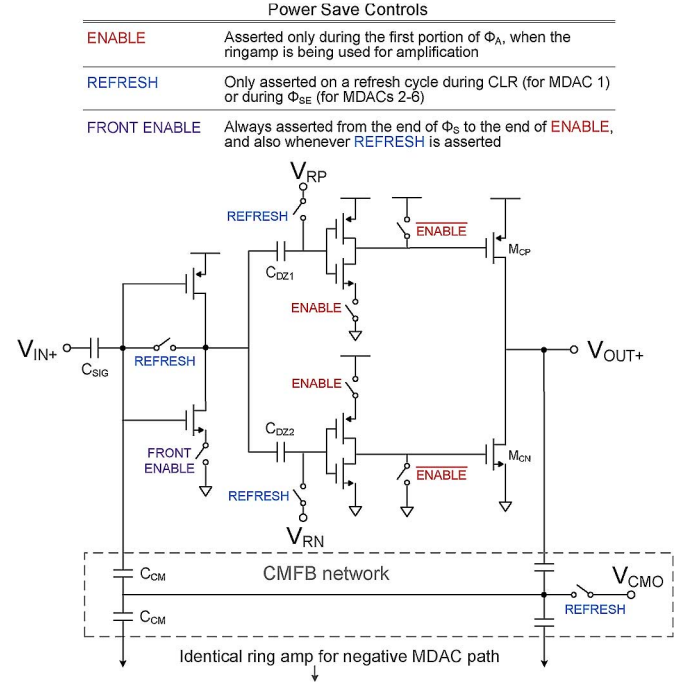 Power Save Controls
ENABLE Asserted only during the first portion of ΦA, when the
ringamp is being used for amplification
REFRESH Only asserted on a refresh cycle during CLR (for MDAC 1)
or during ΦSE (for MDACs 2-6)
FRONT ENABLE Always asserted from the end of ΦS to the end of ENABLE,
and also whenever REFRESH is asserted
VRP
REFRESH
ENABLE
MCP
CDZ1
ENABLE
VIN+
CSIG
REFRESH
VOUT+
ENABLE
CDZ2
FRONT
ENABLE
MCN
ENABLE
REFRESH
VRN
CCM
CMFB network
VCMO
REFRESH
CCM
Identical ring amp for negative MDAC path